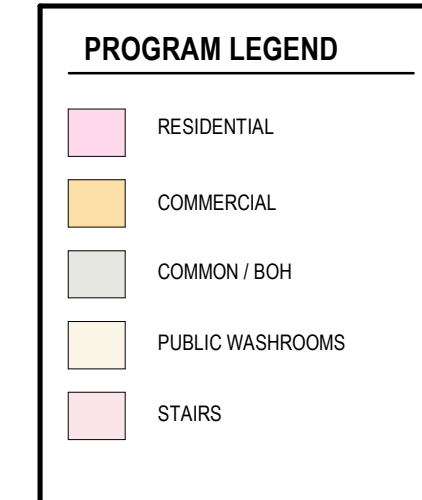 PROGRAM LEGEND
RESIDENTIAL
COMMERCIAL
COMMON / BOH
PUBLIC WASHROOMS
STAIRS